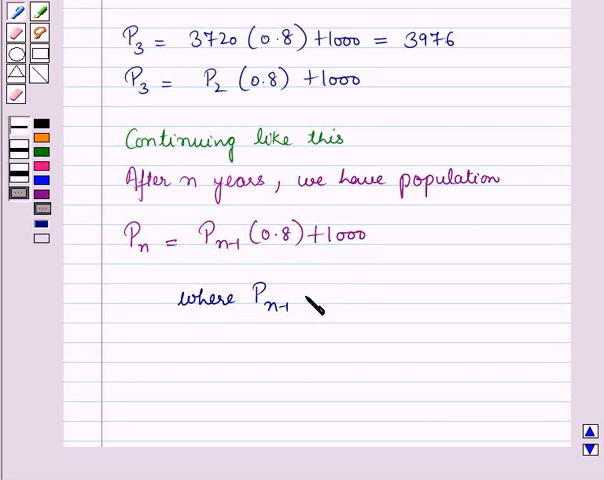 P₃ = 3720 (0.8) +1000 = 3976
P₃ = P₂ (0.8) +1000
Continuing like this
After n years, we have population
Pₙ = Pₙ₋₁ (0.8) +1000
where Pₙ₋₁